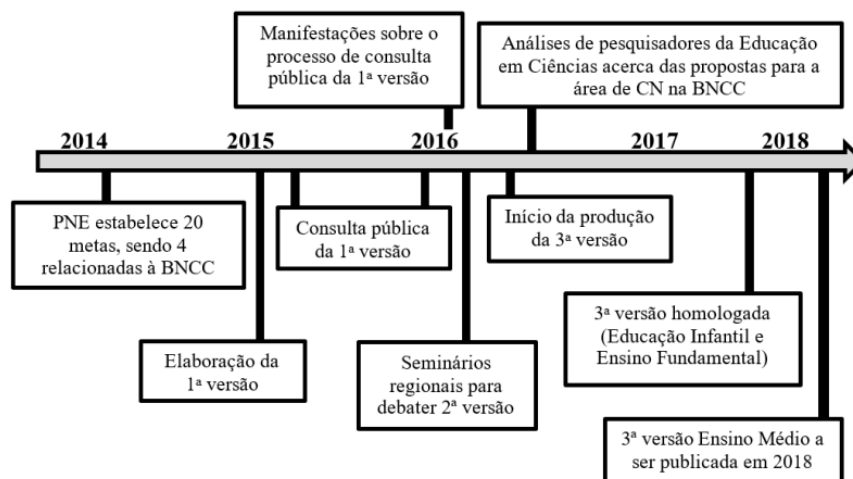 Manifestações sobre o
processo de consulta
pública da 1ª versão
Análises de pesquisadores da Educação
em Ciências acerca das propostas para a
área de CN na BNCC
2014
2015
2016
2017
2018
PNE estabelece 20
metas, sendo 4
relacionadas à BNCC
Consulta pública
da 1ª versão
Início da produção
da 3ª versão
Elaboração da
1ª versão
Seminários
regionais para
debater 2ª versão
3ª versão homologada
(Educação Infantil e
Ensino Fundamental)
3ª versão Ensino Médio a
ser publicada em 2018